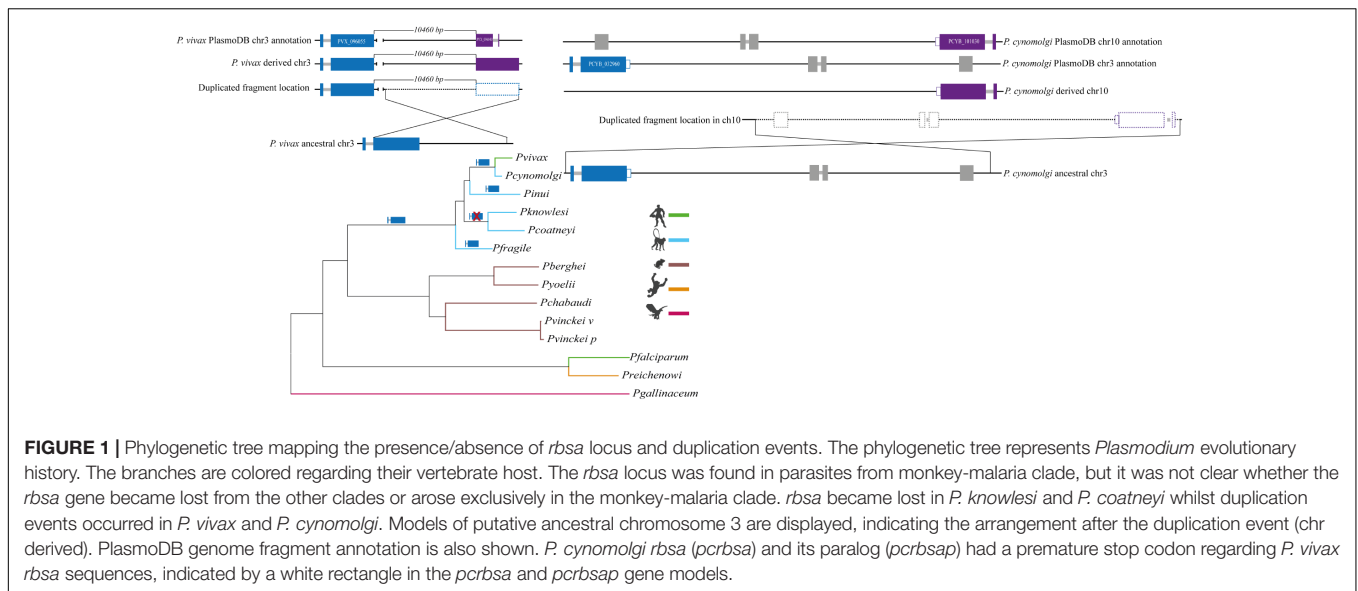 P. vivax PlasmoDB chr3 annotation
PVX_096055
10460 bp
P. vivax derived chr3
10460 bp
Duplicated fragment location
10460 bp
P. vivax ancestral chr3
PCYB_101030
P. cynomolgi PlasmoDB chr10 annotation
PCYB_032960
P. cynomolgi PlasmoDB chr3 annotation
P. cynomolgi derived chr10
Duplicated fragment location in ch10
P. cynomolgi ancestral chr3
Pvivax
Pcynomolgi
Pinui
Pknowlesi
Pcoatneyi
Pfragile
Pberghei
Pyoelii
Pchabaudi
Pvinckei v
Pvinckei p
Pfalciparum
Preichenowi
Pgallinaceum
FIGURE 1 | Phylogenetic tree mapping the presence/absence of rbsa locus and duplication events. The phylogenetic tree represents Plasmodium evolutionary
history. The branches are colored regarding their vertebrate host. The rbsa locus was found in parasites from monkey-malaria clade, but it was not clear whether the
rbsa gene became lost from the other clades or arose exclusively in the monkey-malaria clade. rbsa became lost in P. knowlesi and P. coatneyi whilst duplication
events occurred in P. vivax and P. cynomolgi. Models of putative ancestral chromosome 3 are displayed, indicating the arrangement after the duplication event (chr
derived). PlasmoDB genome fragment annotation is also shown. P. cynomolgi rbsa (pcrbsa) and its paralog (pcrbsap) had a premature stop codon regarding P. vivax
rbsa sequences, indicated by a white rectangle in the pcrbsa and pcrbsap gene models.